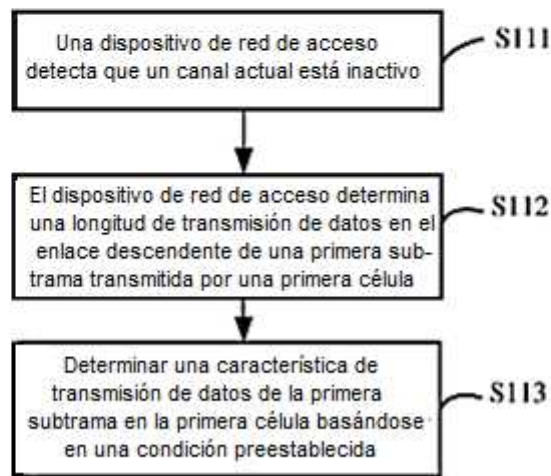 Una dispositivo de red de acceso
detecta que un canal actual está inactivo
S111
El dispositivo de red de acceso determina
una longitud de transmisión de datos en el
enlace descendente de una primera sub-
trama transmitida por una primera célula
S112
Determinar una característica de
transmisión de datos de la primera
subtrama en la primera célula basándose
en una condición preestablecida
S113